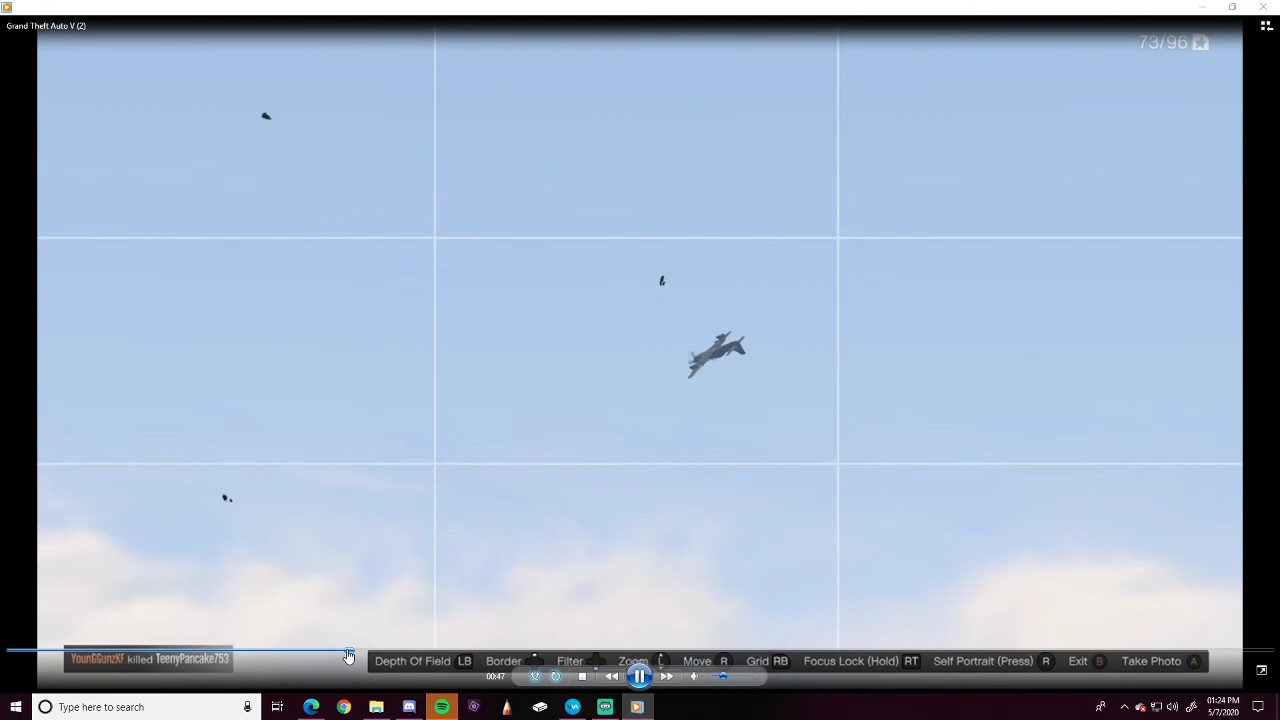 Grand Theft Auto V (2)
73/96
YounGGunzKF killed TeenyPancake753
Depth Of Field LB Border Filter Zoom L Move R Grid RB Focus Lock (Hold) RT Self Portrait (Press) R Exit B Take Photo A
00:47
Type here to search
01:24 PM
5/7/2020